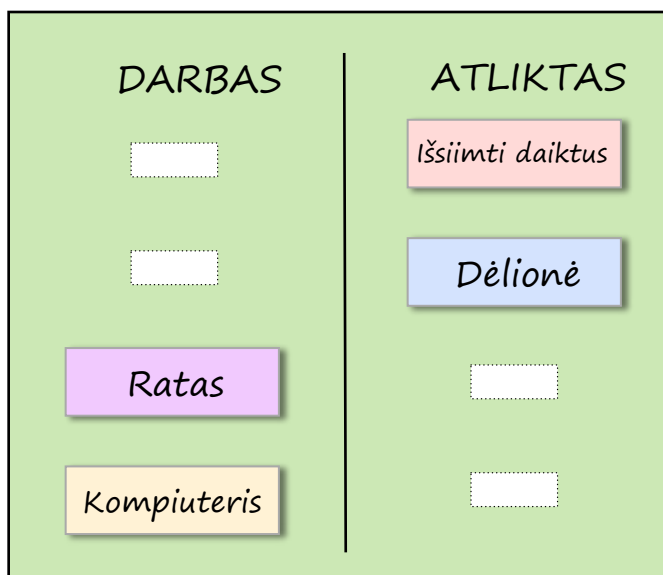 DARBAS
ATLIKTAS
Išsiimti daiktus
Dėlionė
Ratas
Kompiuteris